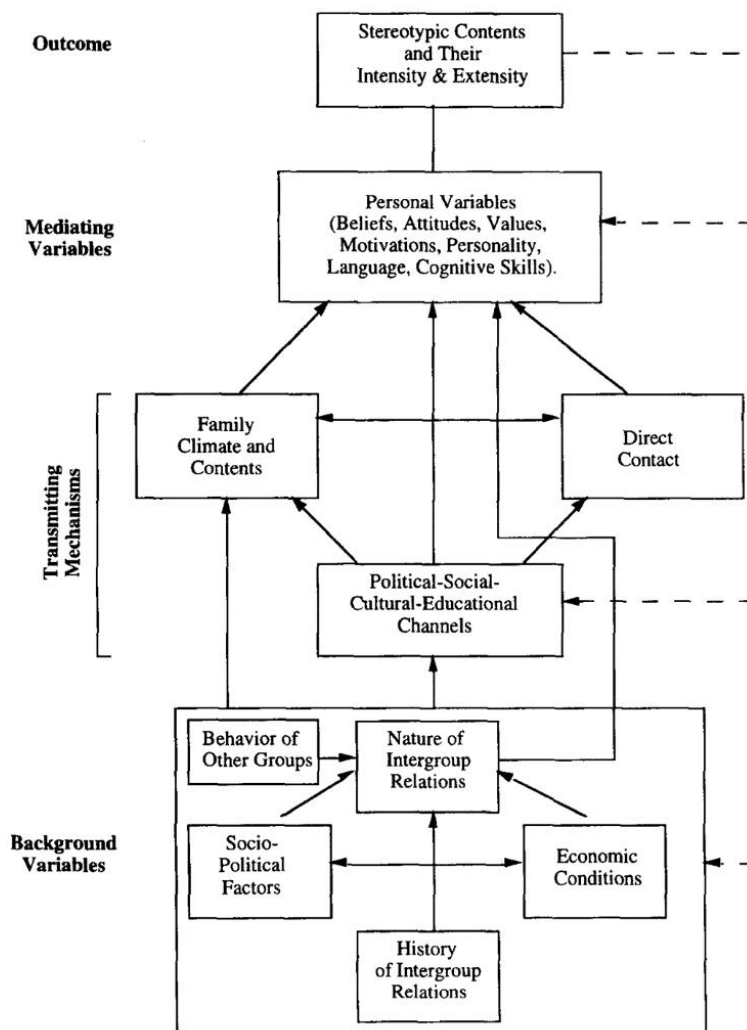 Outcome
Stereotypic Contents
and Their
Intensity & Extensity
Mediating
Variables
Personal Variables
(Beliefs, Attitudes, Values,
Motivations, Personality,
Language, Cognitive Skills).
Transmitting
Mechanisms
Family
Climate and
Contents
Direct
Contact
Political-Social-
Cultural-Educational
Channels
Background
Variables
Behavior of
Other Groups
Nature of
Intergroup
Relations
Socio-
Political
Factors
Economic
Conditions
History
of Intergroup
Relations